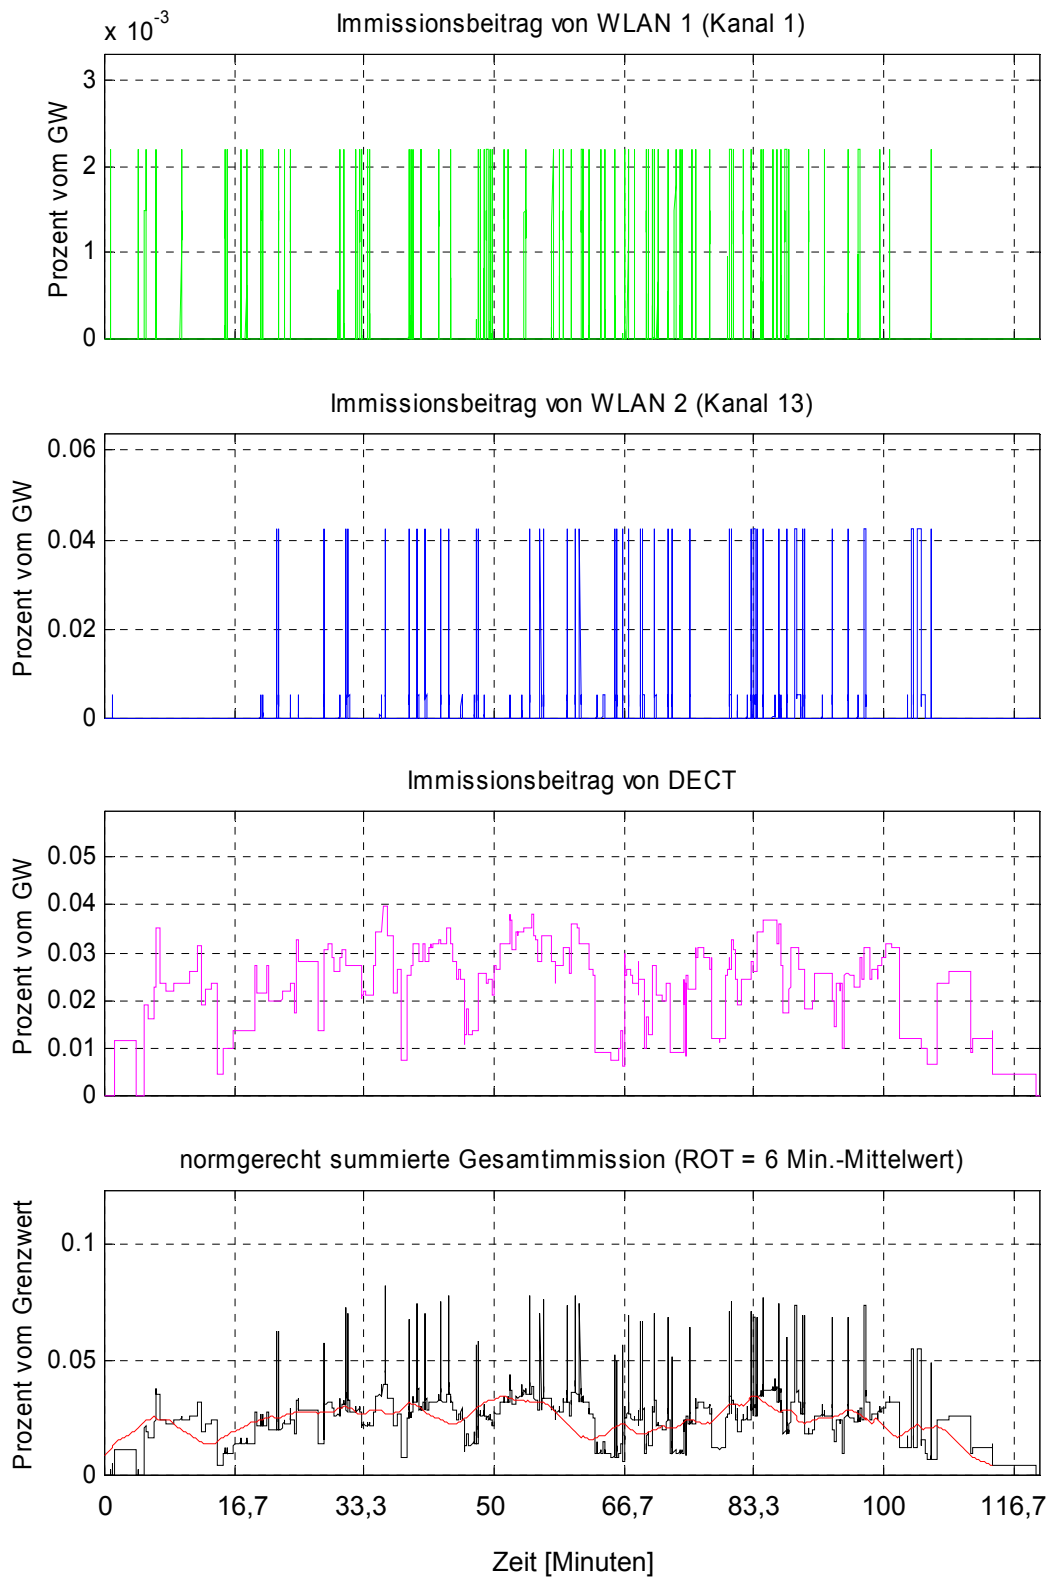 x 10-3
Immissionsbeitrag von WLAN 1 (Kanal 1)
Prozent vom GW
3
2
1
0
Immissionsbeitrag von WLAN 2 (Kanal 13)
Prozent vom GW
0.06
0.04
0.02
0
Immissionsbeitrag von DECT
Prozent vom GW
0.05
0.04
0.03
0.02
0.01
0
normgerecht summierte Gesamtimmission (ROT = 6 Min.-Mittelwert)
Prozent vom Grenzwert
0.1
0.05
0
0 16,7 33,3 50 66,7 83,3 100 116,7
Zeit [Minuten]